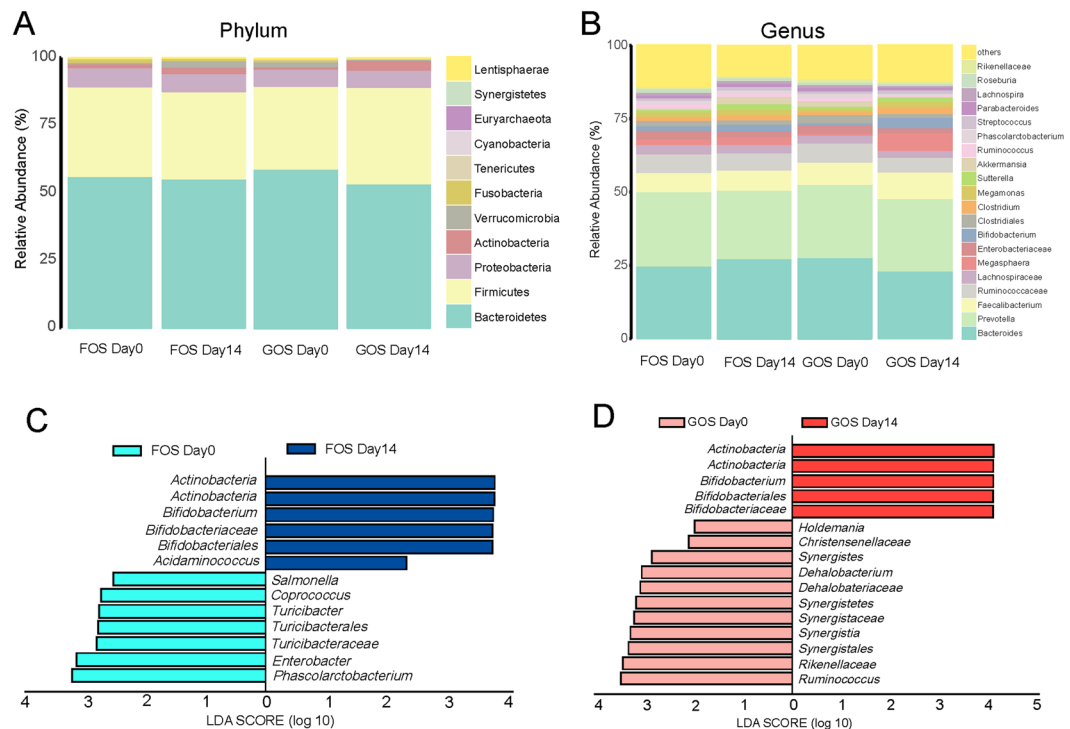 A
Phylum
Relative Abundance (%)
100
75
50
25
0
FOS Day0
FOS Day14
GOS Day0
GOS Day14
Lentisphaerae
Synergistetes
Euryarchaeota
Cyanobacteria
Tenericutes
Fusobacteria
Verrucomicrobia
Actinobacteria
Proteobacteria
Firmicutes
Bacteroidetes
B
Genus
Relative Abundance (%)
100
75
50
25
0
FOS Day0
FOS Day14
GOS Day0
GOS Day14
others
Rikenellaceae
Roseburia
Lachnospira
Parabacteroides
Streptococcus
Phascolarctobacterium
Ruminococcus
Akkermansia
Sutterella
Megamonas
Clostridium
Clostridiales
Bifidobacterium
Enterobacteriaceae
Megasphaera
Lachnospiraceae
Ruminococcaceae
Faecalibacterium
Prevotella
Bacteroides
C
FOS Day0
FOS Day14
Actinobacteria
Actinobacteria
Bifidobacterium
Bifidobacteriaceae
Bifidobacteriales
Acidaminococcus
Salmonella
Coprococcus
Turicibacter
Turicibacterales
Turicibacteraceae
Enterobacter
Phascolarctobacterium
4 3 2 1 0 1 2 3 4
LDA SCORE (log 10)
D
GOS Day0
GOS Day14
Actinobacteria
Actinobacteria
Bifidobacterium
Bifidobacteriales
Bifidobacteriaceae
Holdemania
Christensenellaceae
Synergistes
Dehalobacterium
Dehalobateriaceae
Synergistetes
Synergistaceae
Synergistia
Synergistales
Rikenellaceae
Ruminococcus
4 3 2 1 0 1 2 3 4 5
LDA SCORE (log 10)